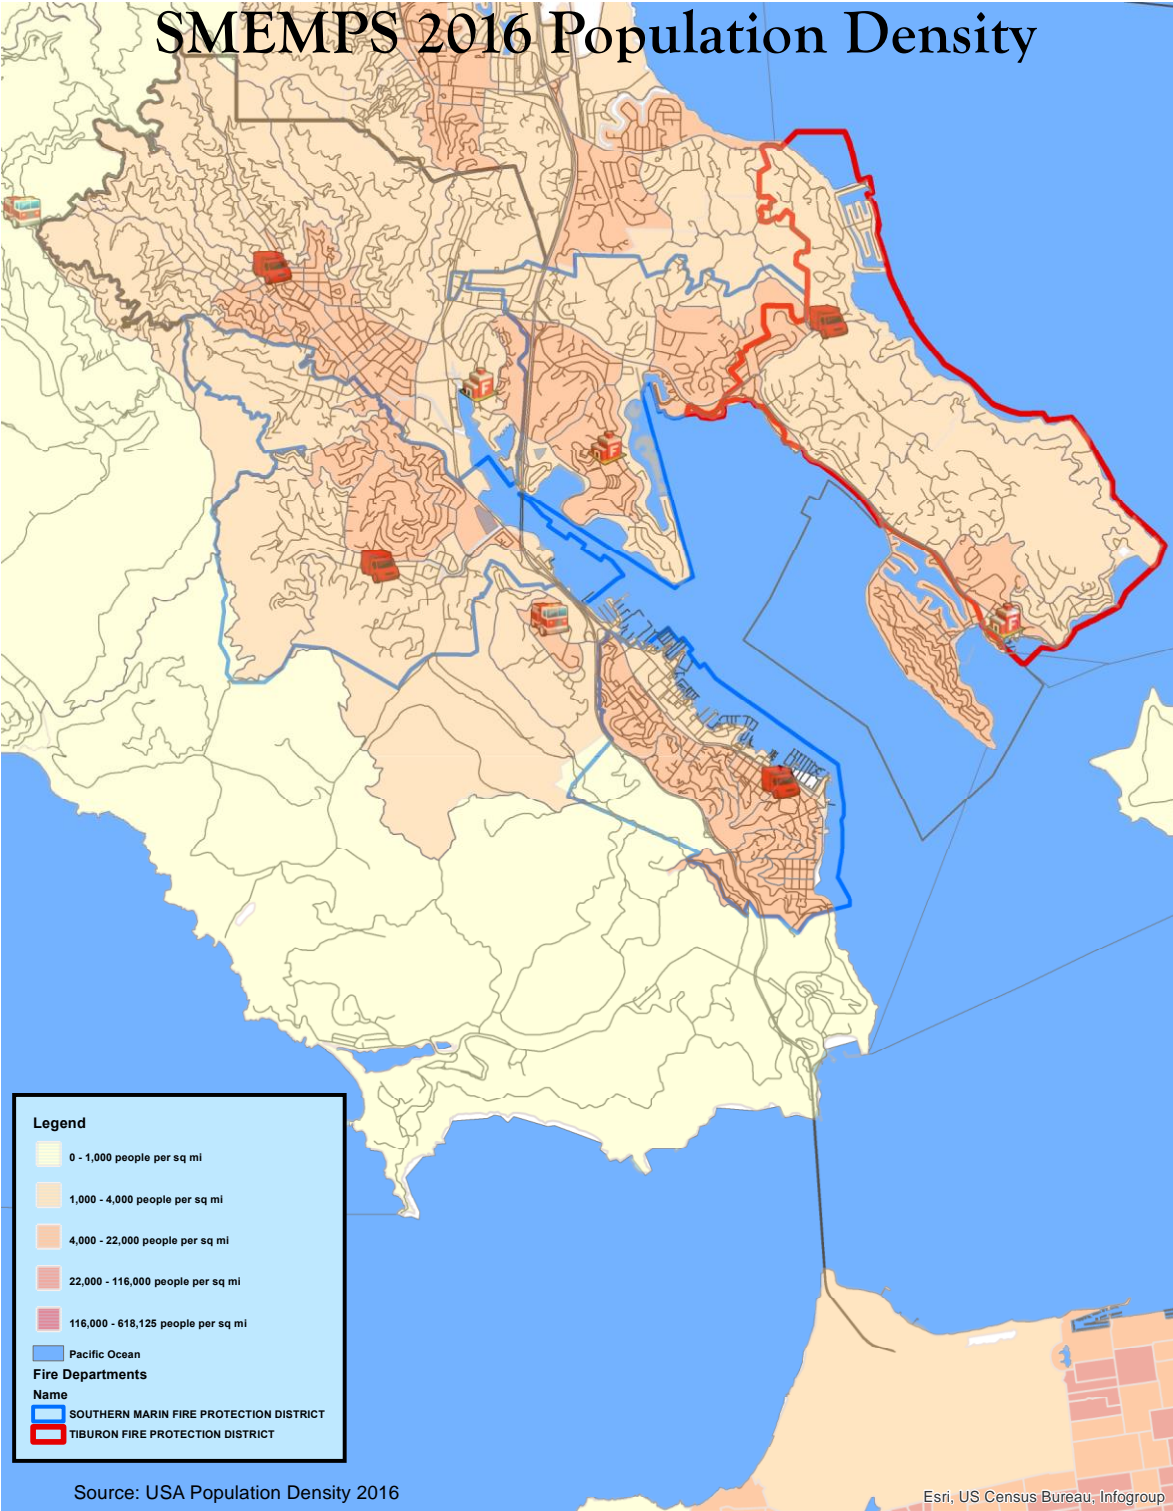 SMEMPS 2016 Population Density
F
F
F
Legend
0 - 1,000 people per sq mi
1,000 - 4,000 people per sq mi
4,000 - 22,000 people per sq mi
22,000 - 116,000 people per sq mi
116,000 - 618,125 people per sq mi
Pacific Ocean
Fire Departments
Name
SOUTHERN MARIN FIRE PROTECTION DISTRICT
TIBURON FIRE PROTECTION DISTRICT
Source: USA Population Density 2016
Esri, US Census Bureau, Infogroup